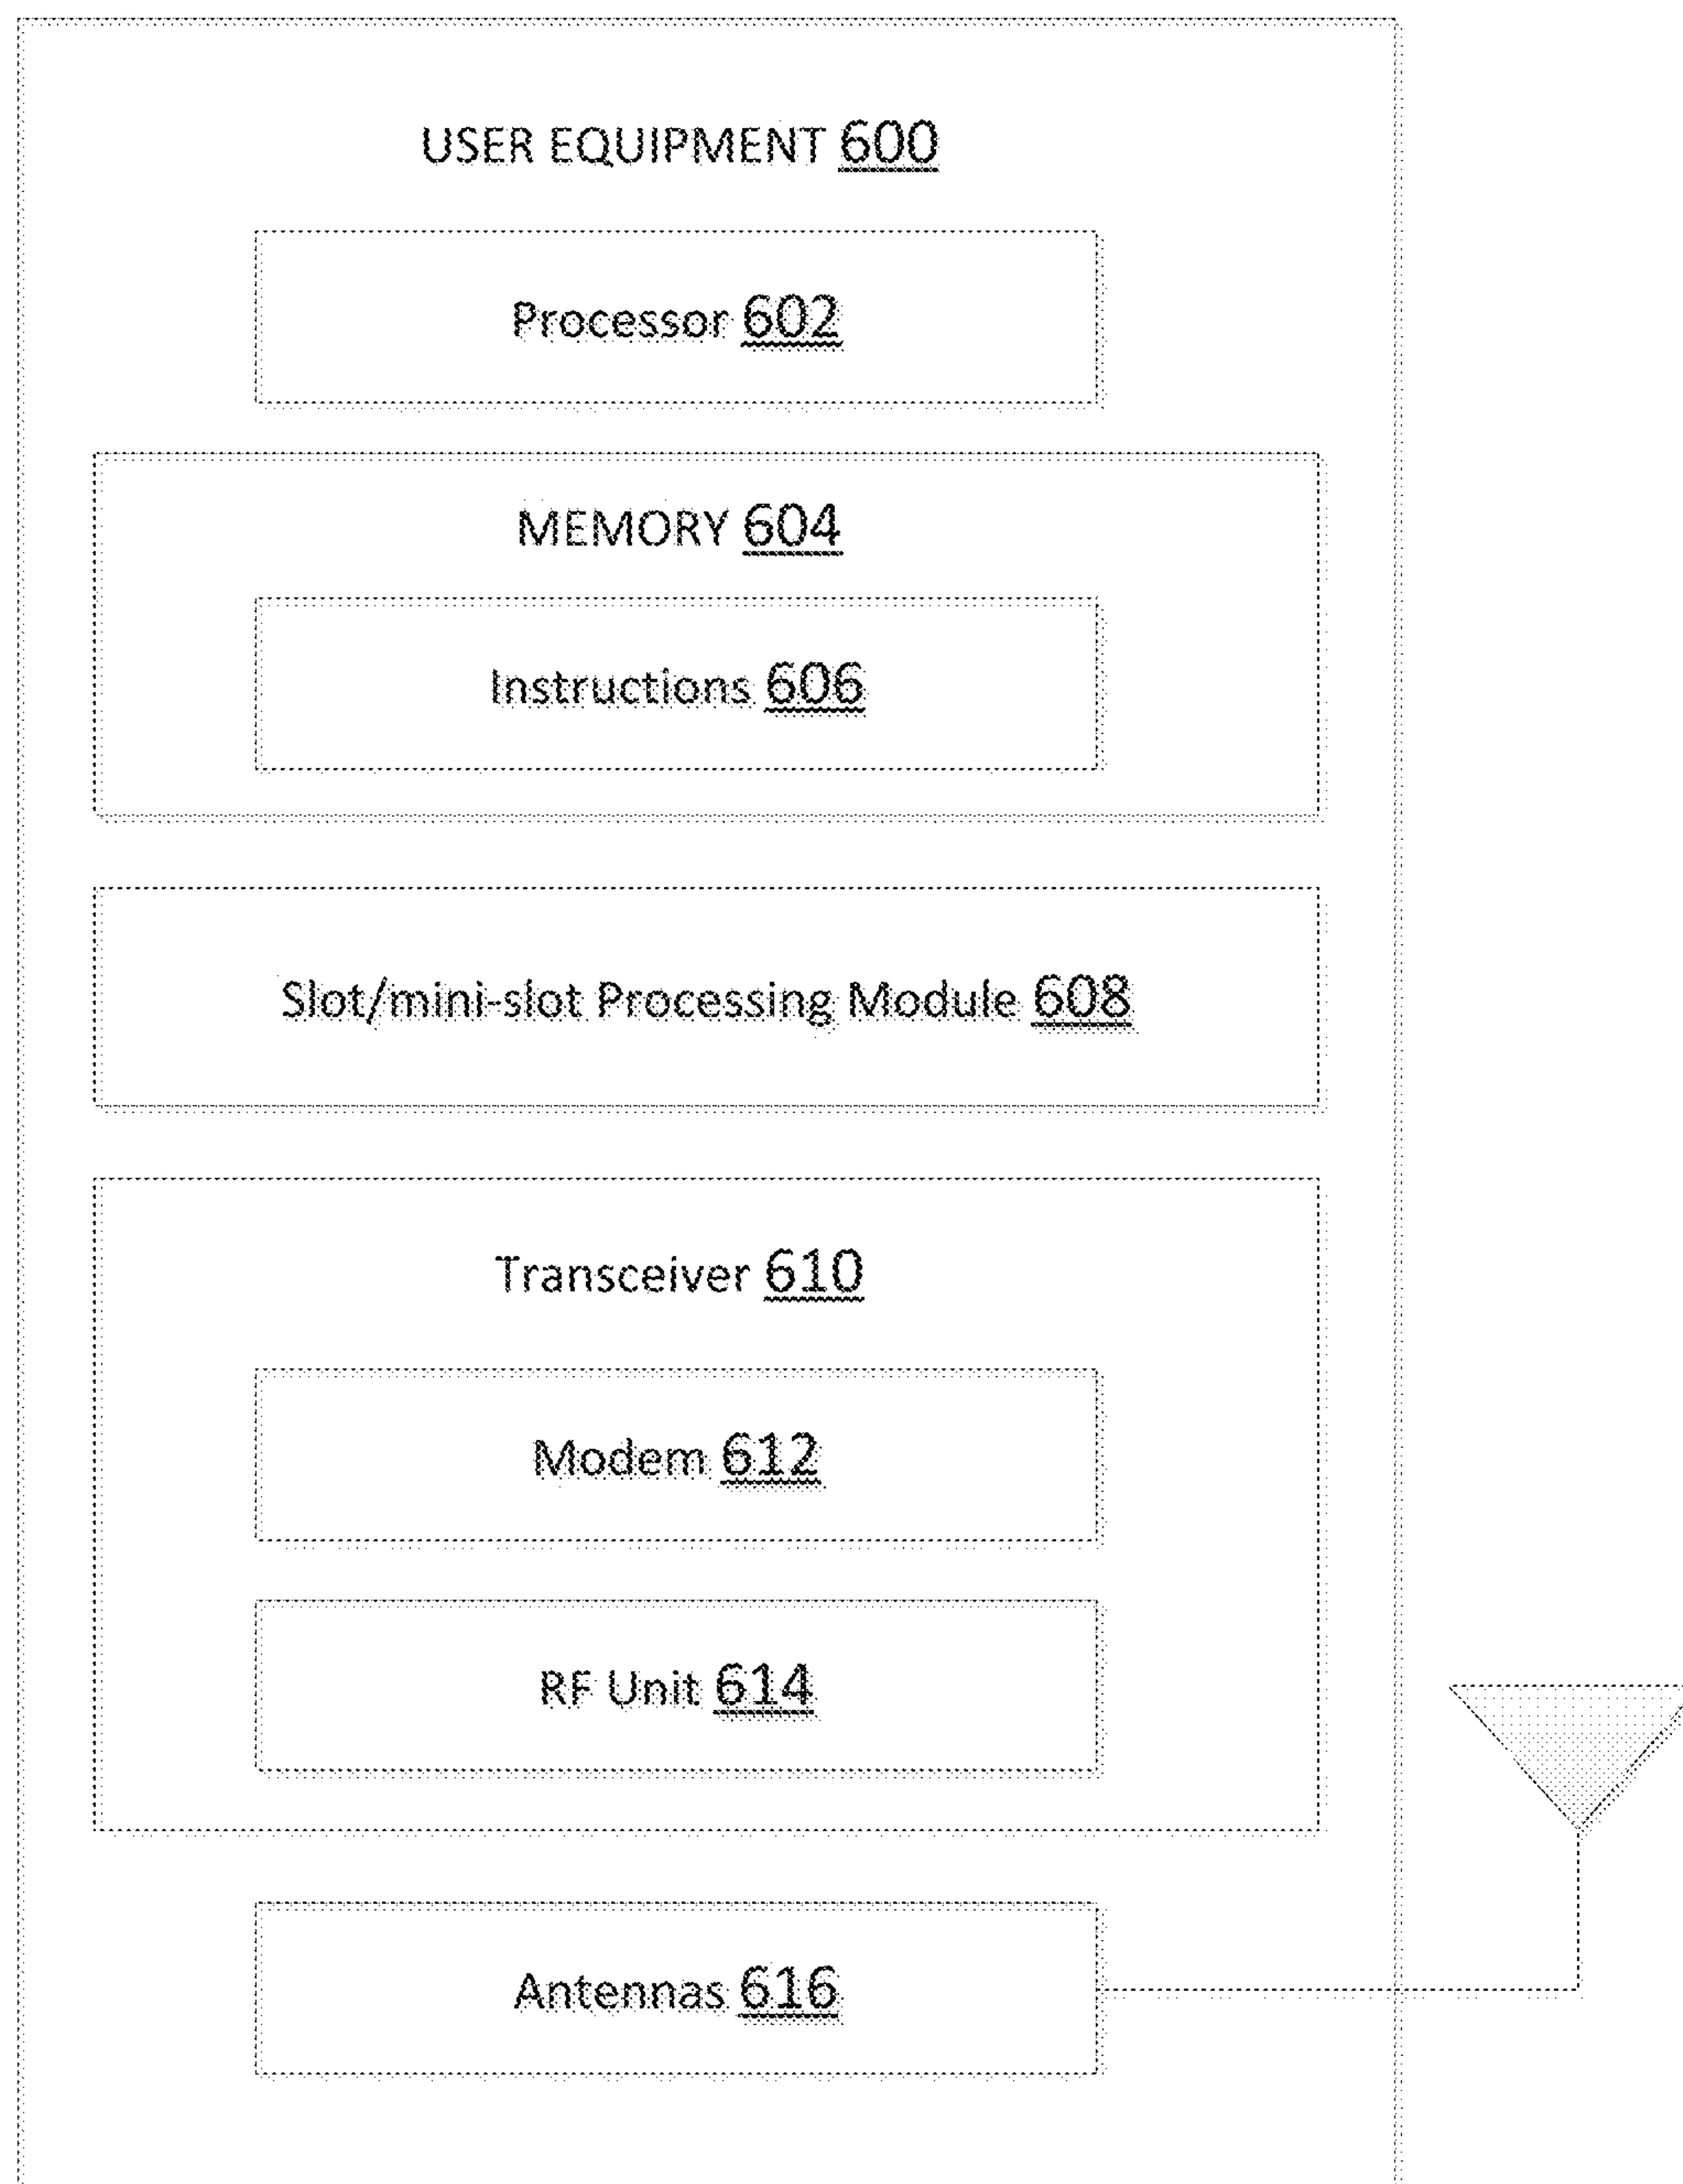 USER EQUIPMENT 600
Processor 602
MEMORY 604
Instructions 606
Slot/mini-slot Processing Module 608
Transceiver 610
Modem 612
RF Unit 614
Antennas 616